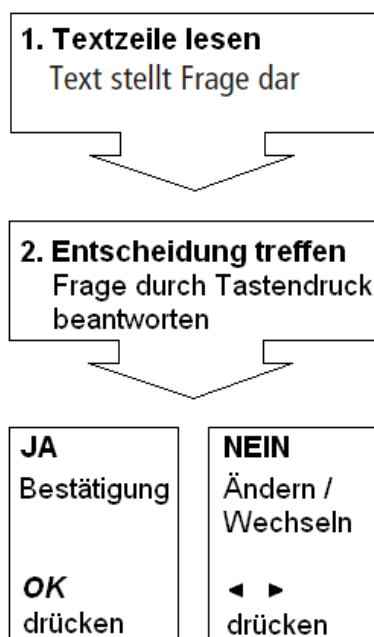 1. Textzeile lesen
Text stellt Frage dar
2. Entscheidung treffen
Frage durch Tastendruck
beantworten
JA
Bestätigung
OK
drücken
NEIN
Ändern /
Wechseln
◄ ►
drücken